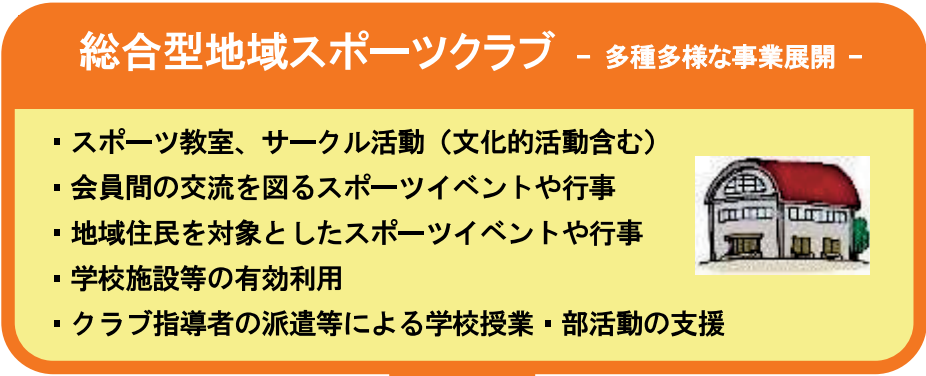 総合型地域スポーツクラブ － 多種多様な事業展開 －
・スポーツ教室、サークル活動（文化的活動含む）
・会員間の交流を図るスポーツイベントや行事
・地域住民を対象としたスポーツイベントや行事
・学校施設等の有効利用
・クラブ指導者の派遣等による学校授業・部活動の支援